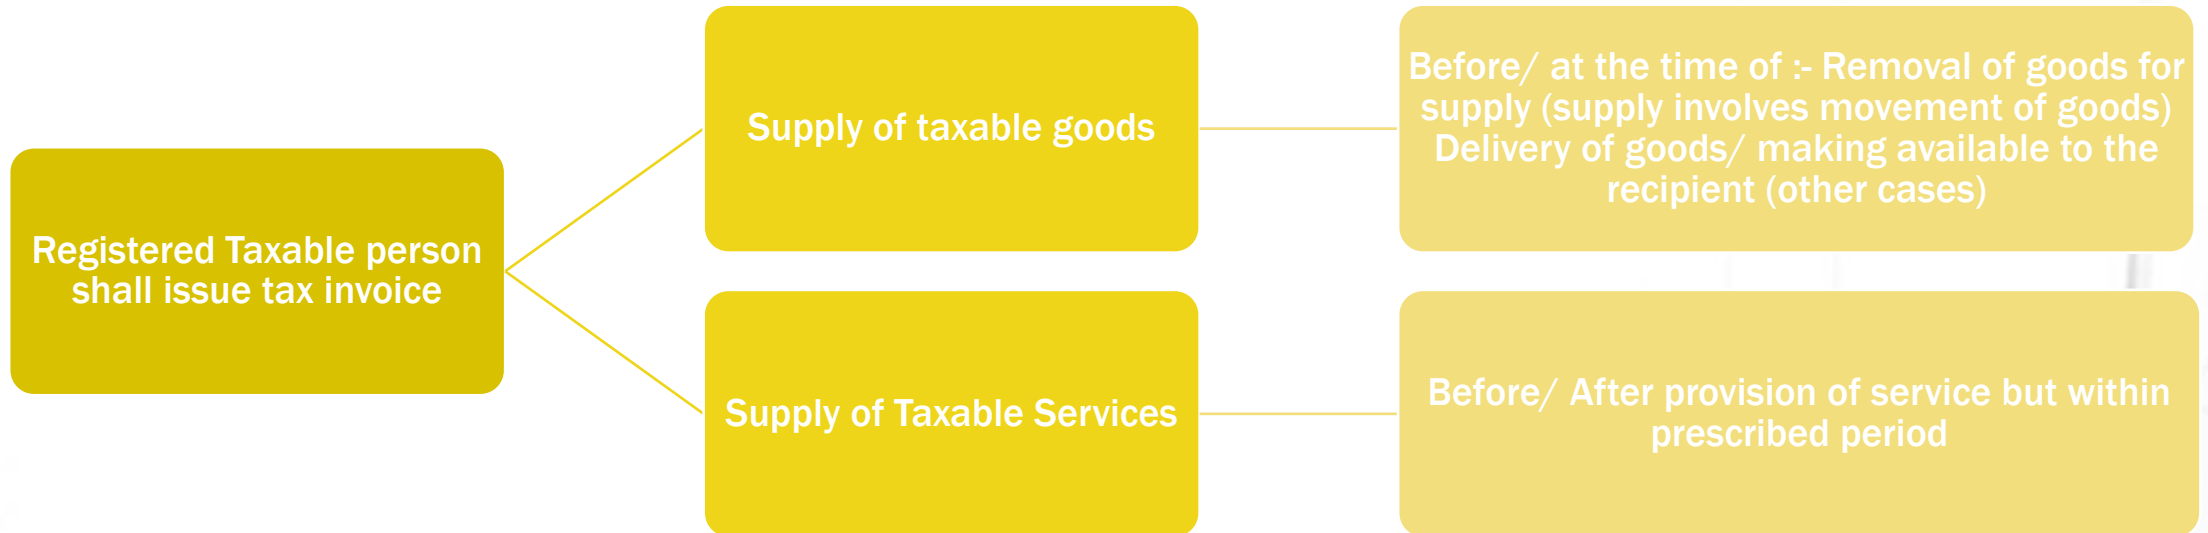 Registered Taxable person
shall issue tax invoice
Supply of taxable goods
Before/ at the time of :- Removal of goods for
supply (supply involves movement of goods)
Delivery of goods/ making available to the
recipient (other cases)
Supply of Taxable Services
Before/ After provision of service but within
prescribed period